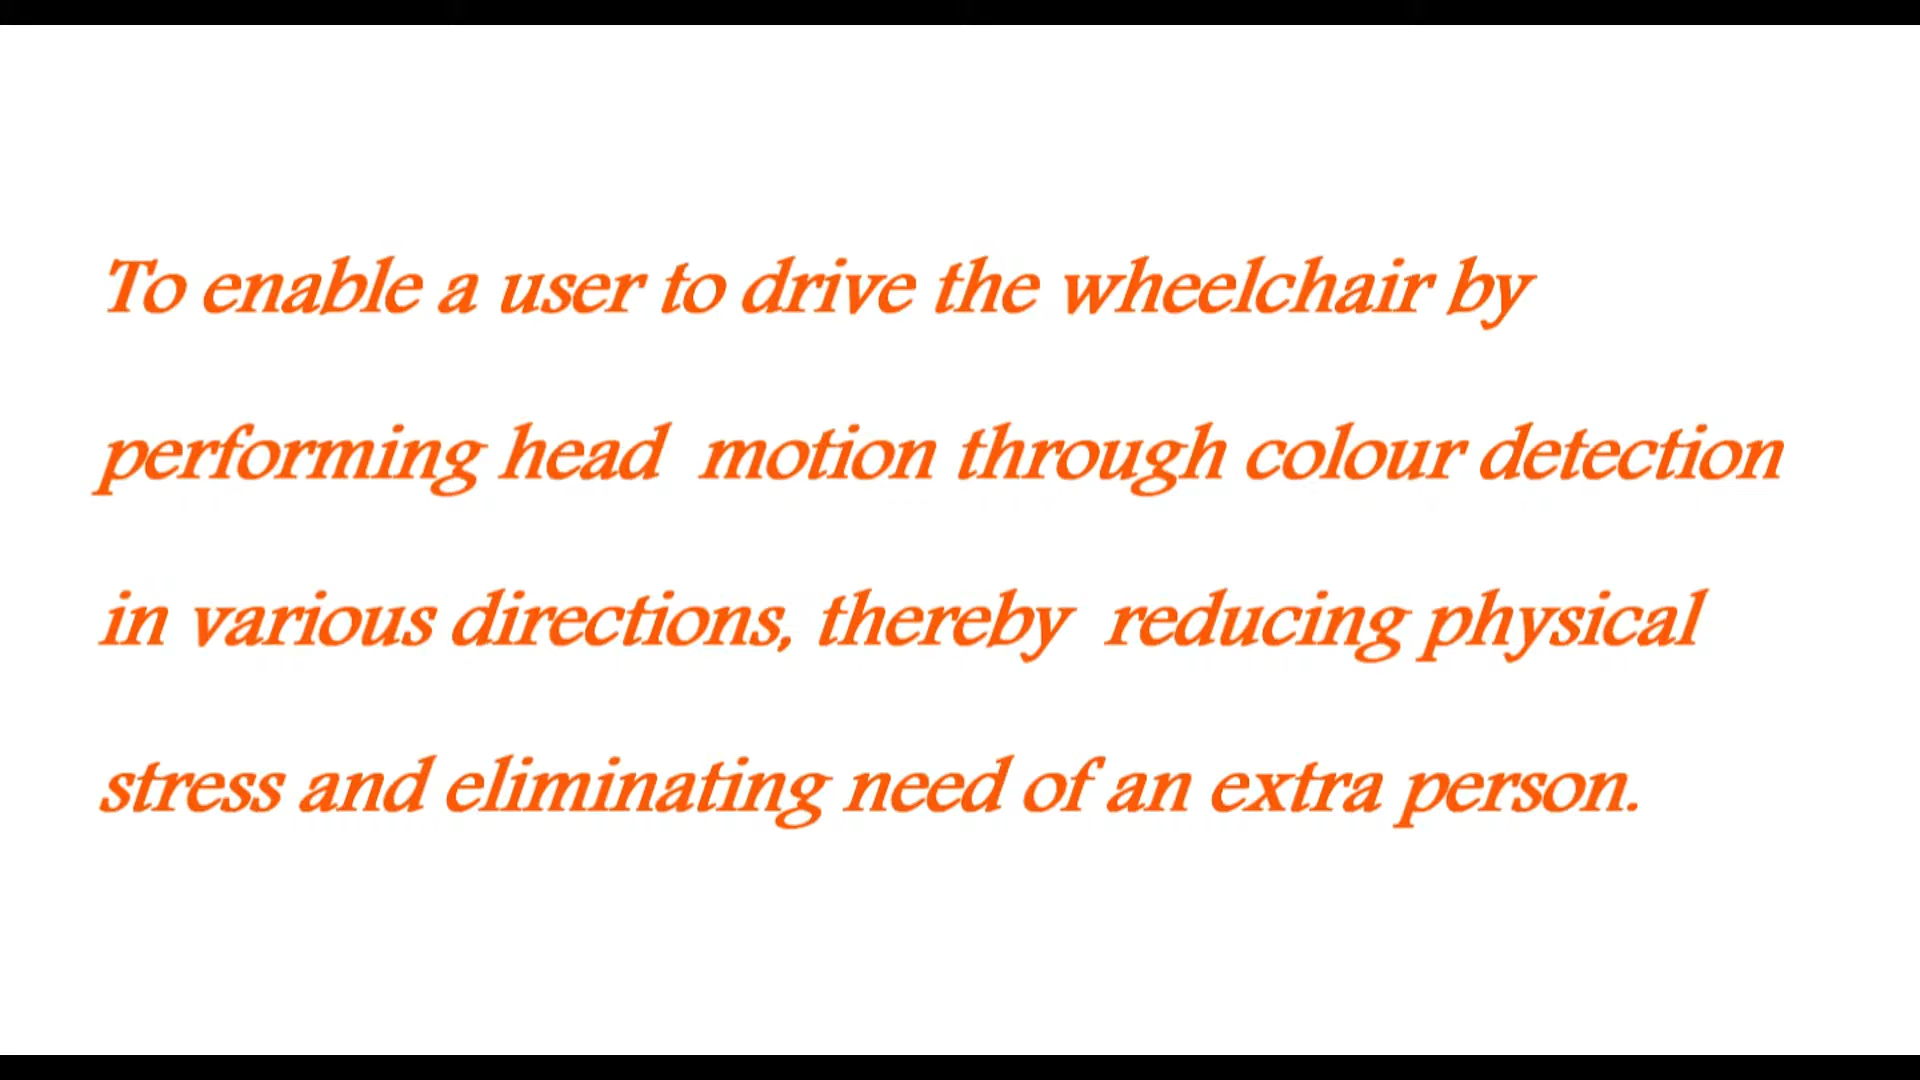 To enable a user to drive the wheelchair by
performing head motion through colour detection
in various directions, thereby reducing physical
stress and eliminating need of an extra person.